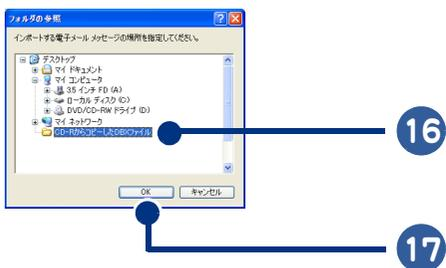 フォルダの参照
インポートする電子メール メッセージの場所を指定してください。
デスクトップ
マイ ドキュメント
マイ コンピュータ
35 インチ FD (A)
ローカル ディスク (C)
DVD/CD-RW ドライブ (D)
マイ ネットワーク
CD-RからコピーしたDBXファイル
16
OK
キャンセル
17